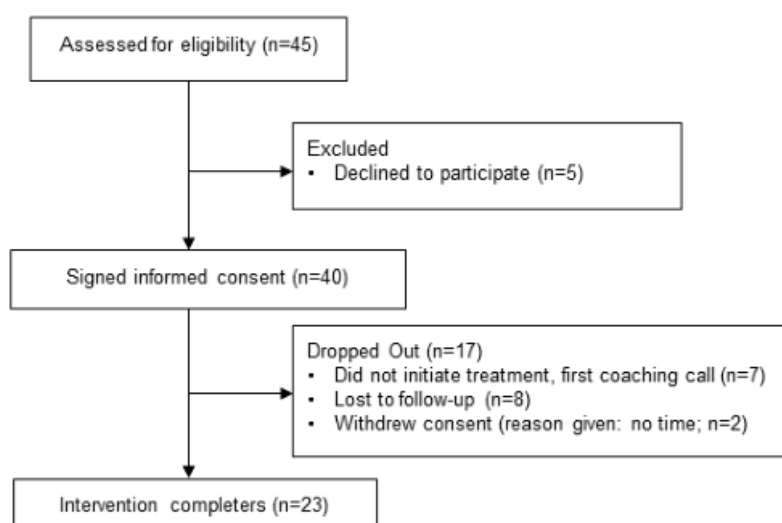 Assessed for eligibility (n=45)
Excluded
• Declined to participate (n=5)
Signed informed consent (n=40)
Dropped Out (n=17)
• Did not initiate treatment, first coaching call (n=7)
• Lost to follow-up (n=8)
• Withdrew consent (reason given: no time; n=2)
Intervention completers (n=23)